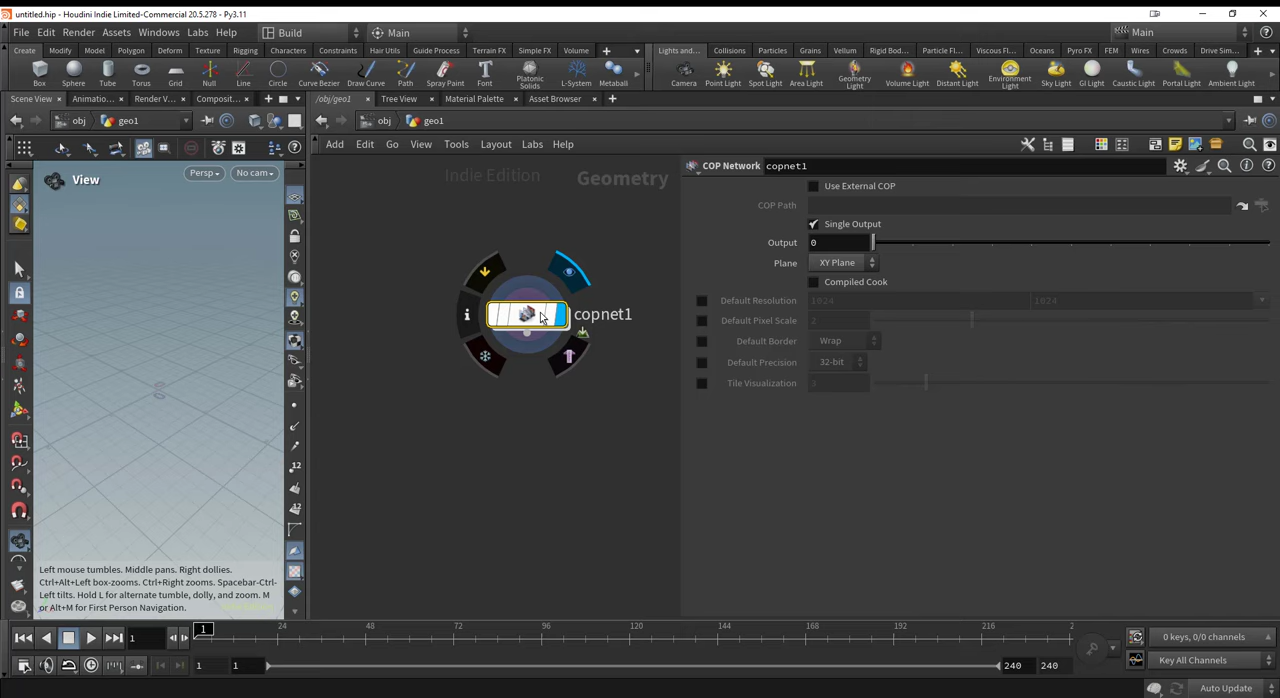 untitled.hip - Houdini Indie Limited-Commercial 20.5.278 - Py3.11
File Edit Render Assets Windows Labs Help Build Main Main
Create Modify Model Polygon Deform Texture Rigging Characters Constraints Hair Utils Guide Process Terrain FX Simple FX Volume
Lights and... Collisions Particles Grains Vellum Rigid Bod... Particle Fl... Viscous Fl... Oceans Pyro FX FEM Wires Crowds Drive Sim...
Box Sphere Tube Torus Grid Null Line Circle Curve Bezier Draw Curve Path Spray Paint Font Platonic Solids L-System Metaball
Camera Point Light Spot Light Area Light Geometry Light Volume Light Distant Light Environment Light Sky Light GI Light Caustic Light Portal Light Ambient Light
Scene View Animatio... Render V... Composit...
/obj/geo1 Tree View Material Palette Asset Browser
obj geo1
obj geo1
Add Edit Go View Tools Layout Labs Help
View
Persp No cam
Indie Edition
Geometry
copnet1
COP Network copnet1
Use External COP
COP Path
Single Output
Output 0
Plane XY Plane
Compiled Cook
Default Resolution 1024 1024
Default Pixel Scale 2
Default Border Wrap
Default Precision 32-bit
Tile Visualization 3
12
12
Left mouse tumbles. Middle pans. Right dollies.
Ctrl+Alt+Left box-zooms. Ctrl+Right zooms. Spacebar-Ctrl-
Left tilts. Hold L for alternate tumble, dolly, and zoom. M
or Alt+M for First Person Navigation.
1 1 24 48 72 96 120 144 168 192 216 2
0 keys, 0/0 channels
1 1 240 240
Key All Channels
Auto Update